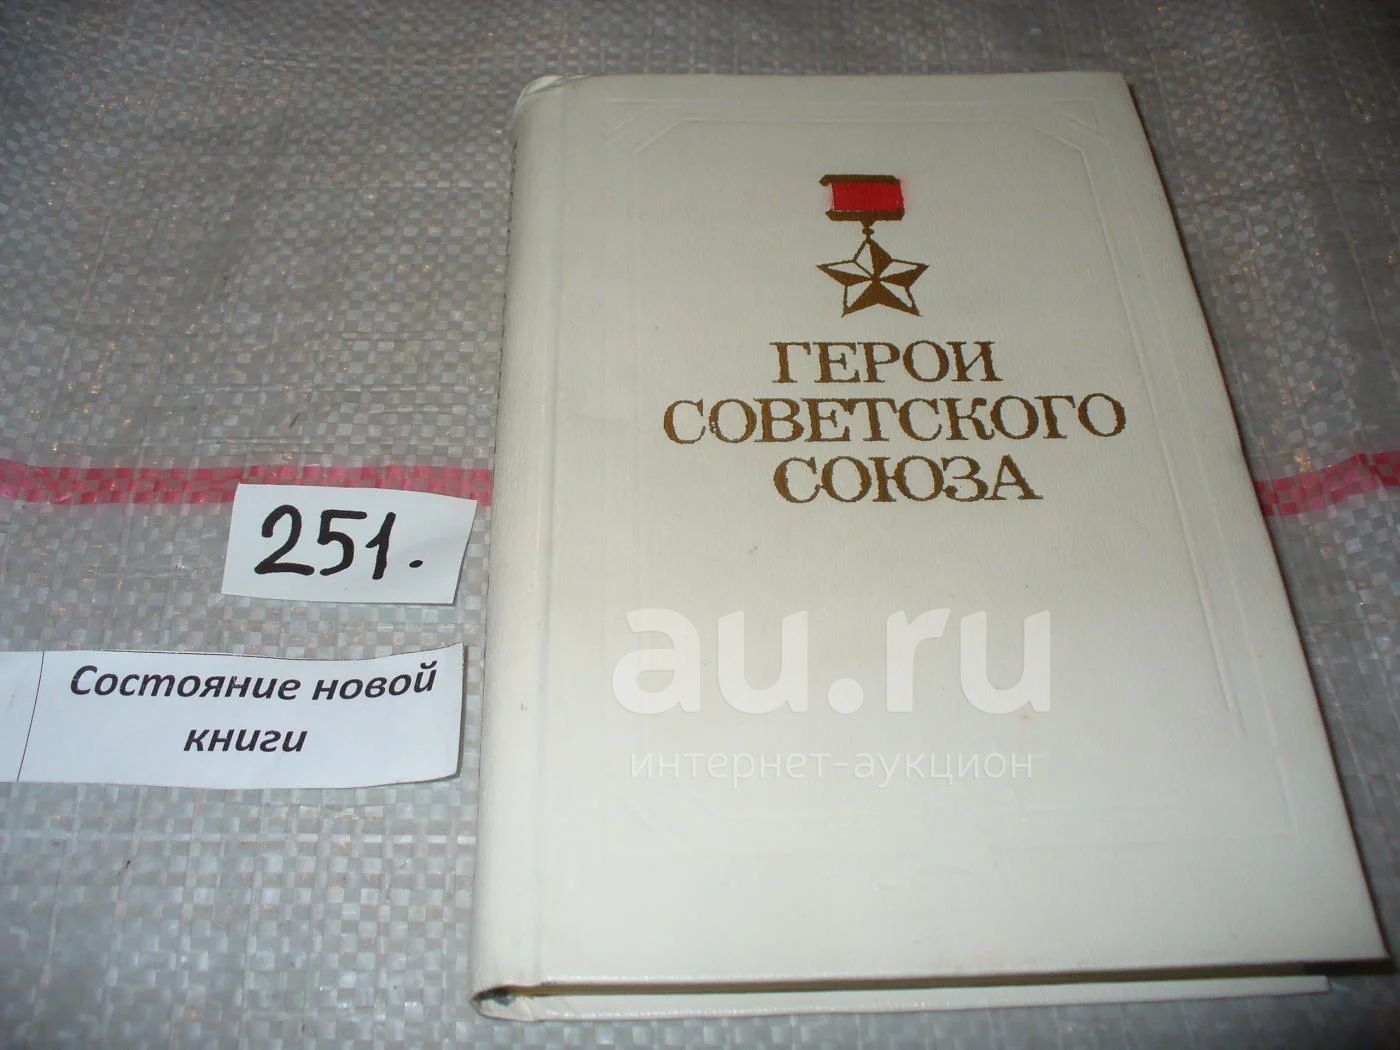 ГЕРОИ
СОВЕТСКОГО
СОЮЗА
251.
Состояние новой
книги
au.ru
интернет-аукцион